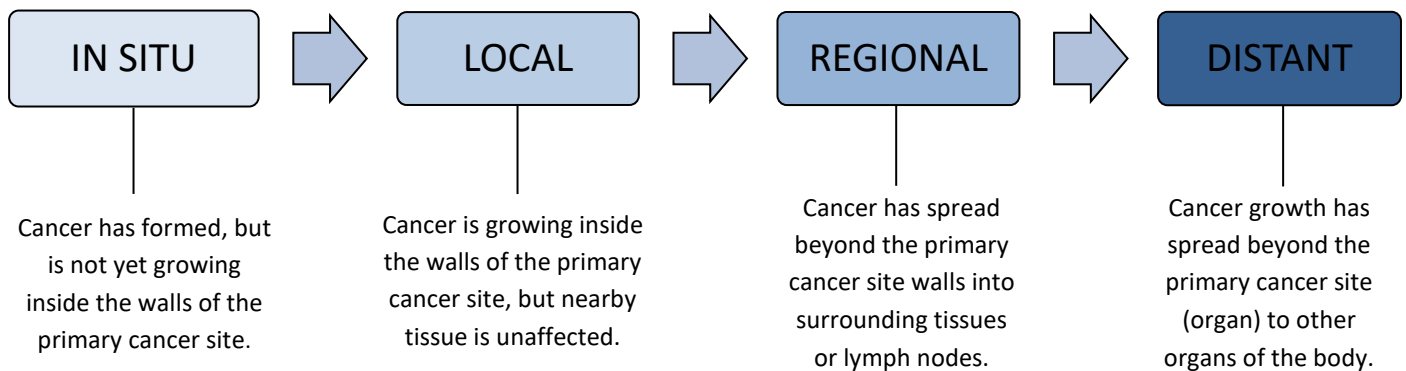 IN SITU
LOCAL
REGIONAL
DISTANT
Cancer has formed, but
is not yet growing
inside the walls of the
primary cancer site.
Cancer is growing inside
the walls of the primary
cancer site, but nearby
tissue is unaffected.
Cancer has spread
beyond the primary
cancer site walls into
surrounding tissues
or lymph nodes.
Cancer growth has
spread beyond the
primary cancer site
(organ) to other
organs of the body.